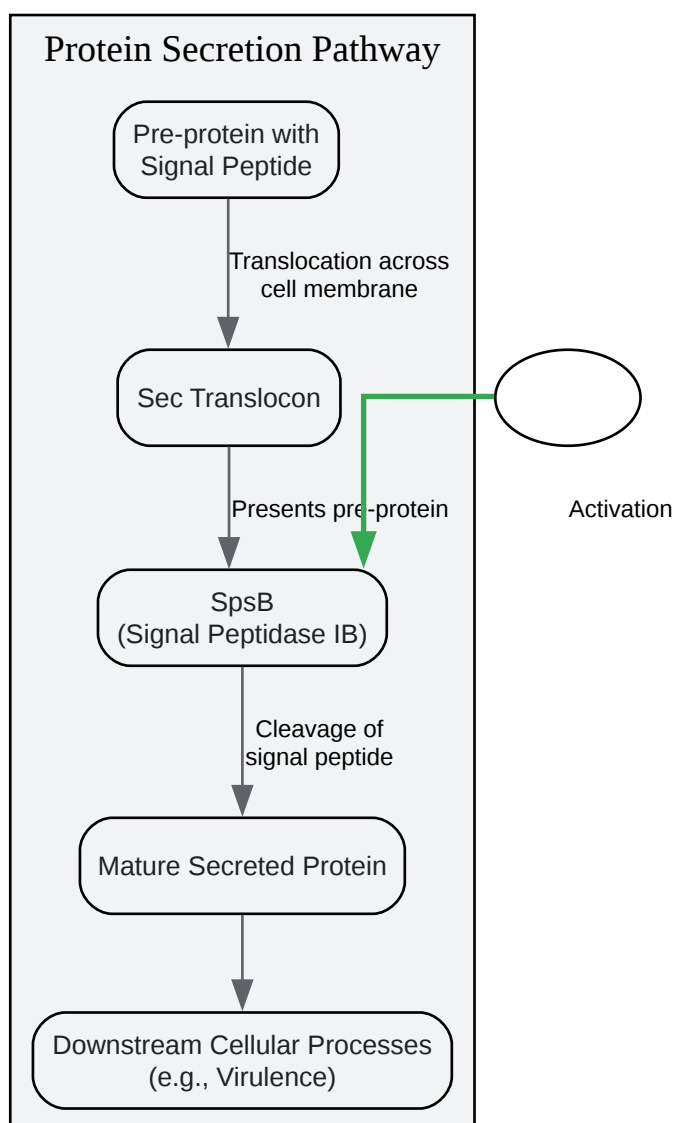 Protein Secretion Pathway
Pre-protein with
Signal Peptide
Translocation across
cell membrane
Sec Translocon
Presents pre-protein
Activation
SpsB
(Signal Peptidase IB)
Cleavage of
signal peptide
Mature Secreted Protein
Downstream Cellular Processes
(e.g., Virulence)